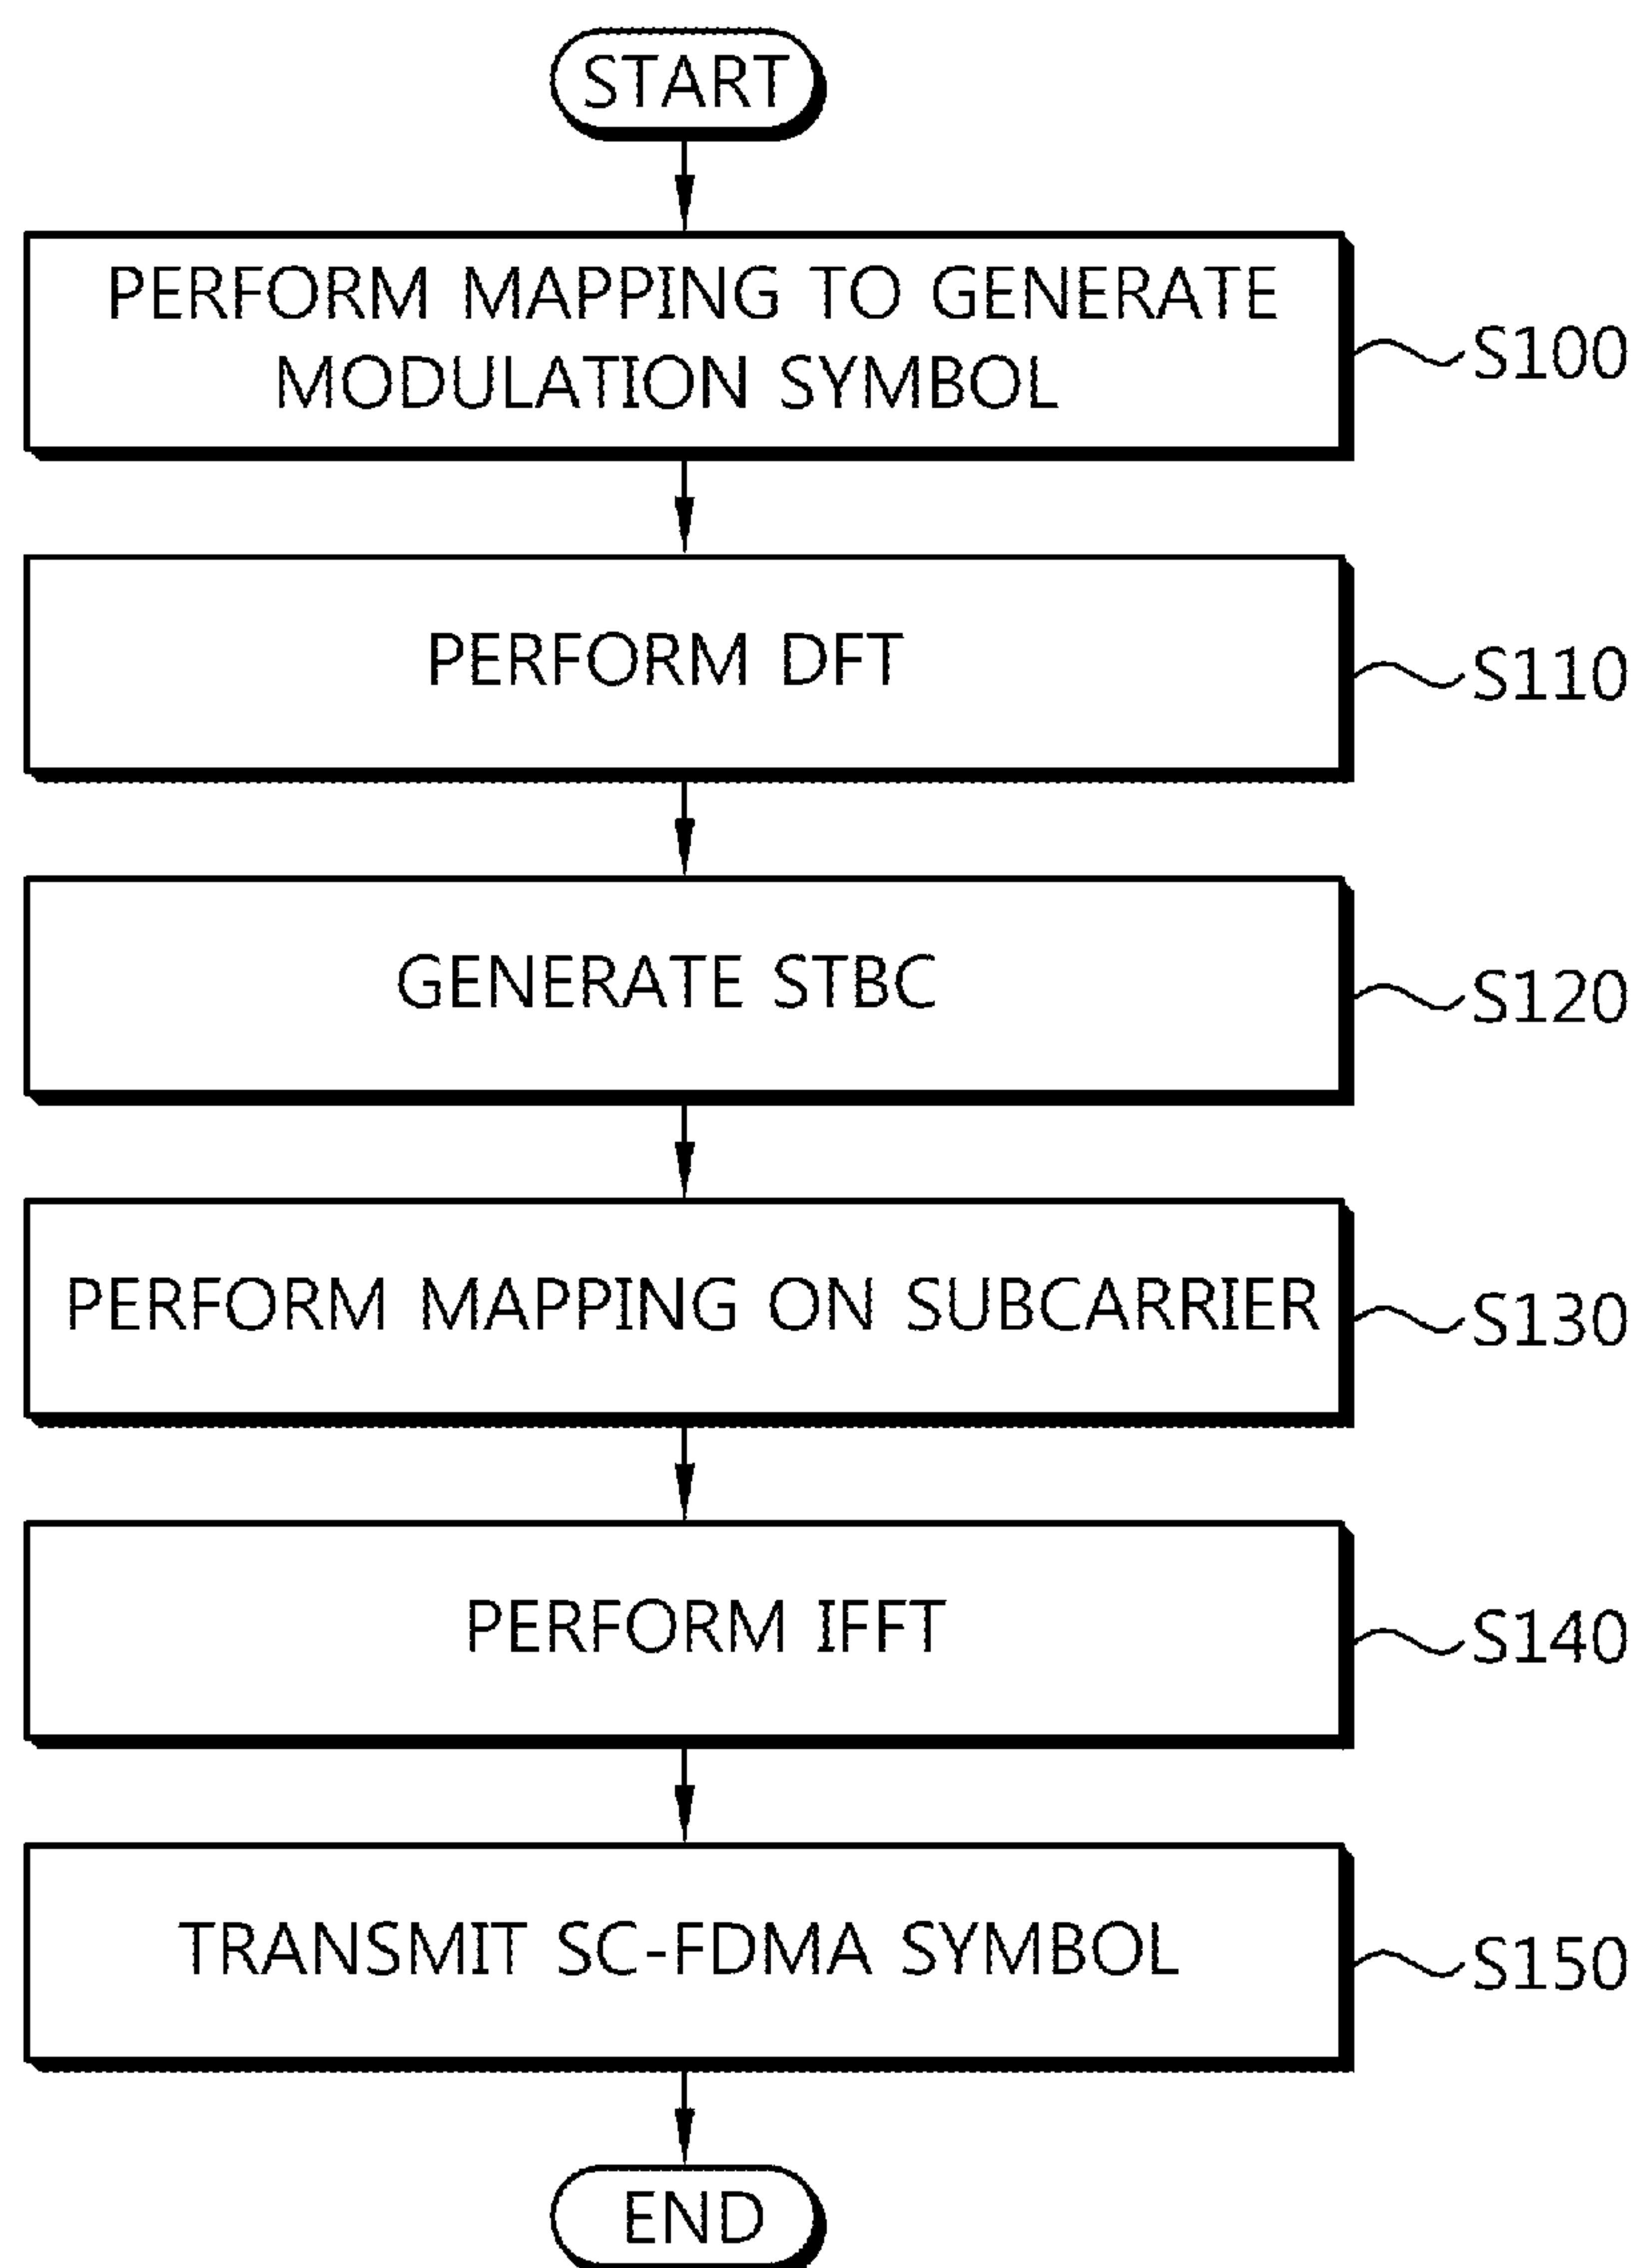 START
PERFORM MAPPING TO GENERATE
MODULATION SYMBOL
S100
PERFORM DFT
S110
GENERATE STBC
S120
PERFORM MAPPING ON SUBCARRIER
S130
PERFORM IFFT
S140
TRANSMIT SC-FDMA SYMBOL
S150
END